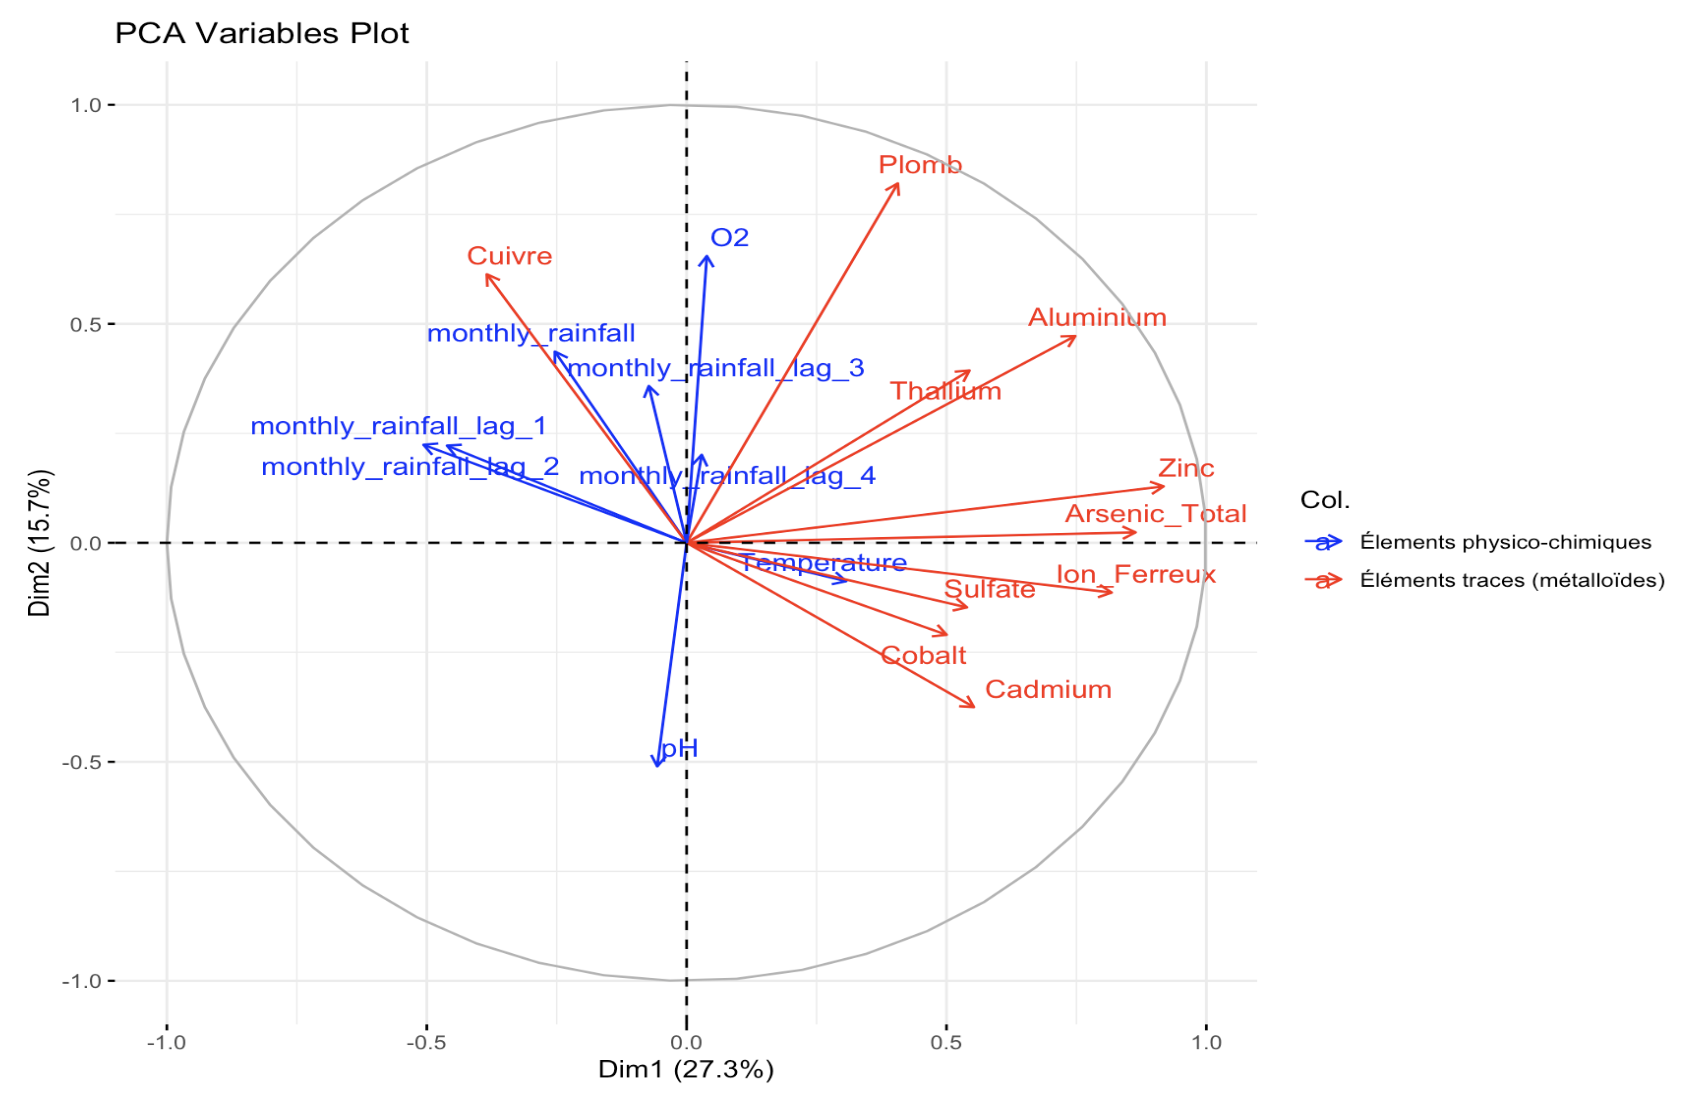 PCA Variables Plot
1.0
Plomb
O2
Cuivre
monthly_rainfall
Aluminium
0.5
monthly_rainfall_lag_3
Thallium
monthly_rainfall_lag_1
monthly_rainfall_lag_2
monthly_rainfall_lag_4
Zinc
Arsenic_Total
0.0
Temperature
Ion_Ferreux
Sulfate
Cobalt
Cadmium
pH
-0.5
-1.0
Dim2 (15.7%)
-1.0 -0.5 0.0 0.5 1.0
Dim1 (27.3%)
Col.
a Élements physico-chimiques
a Éléments traces (métalloïdes)